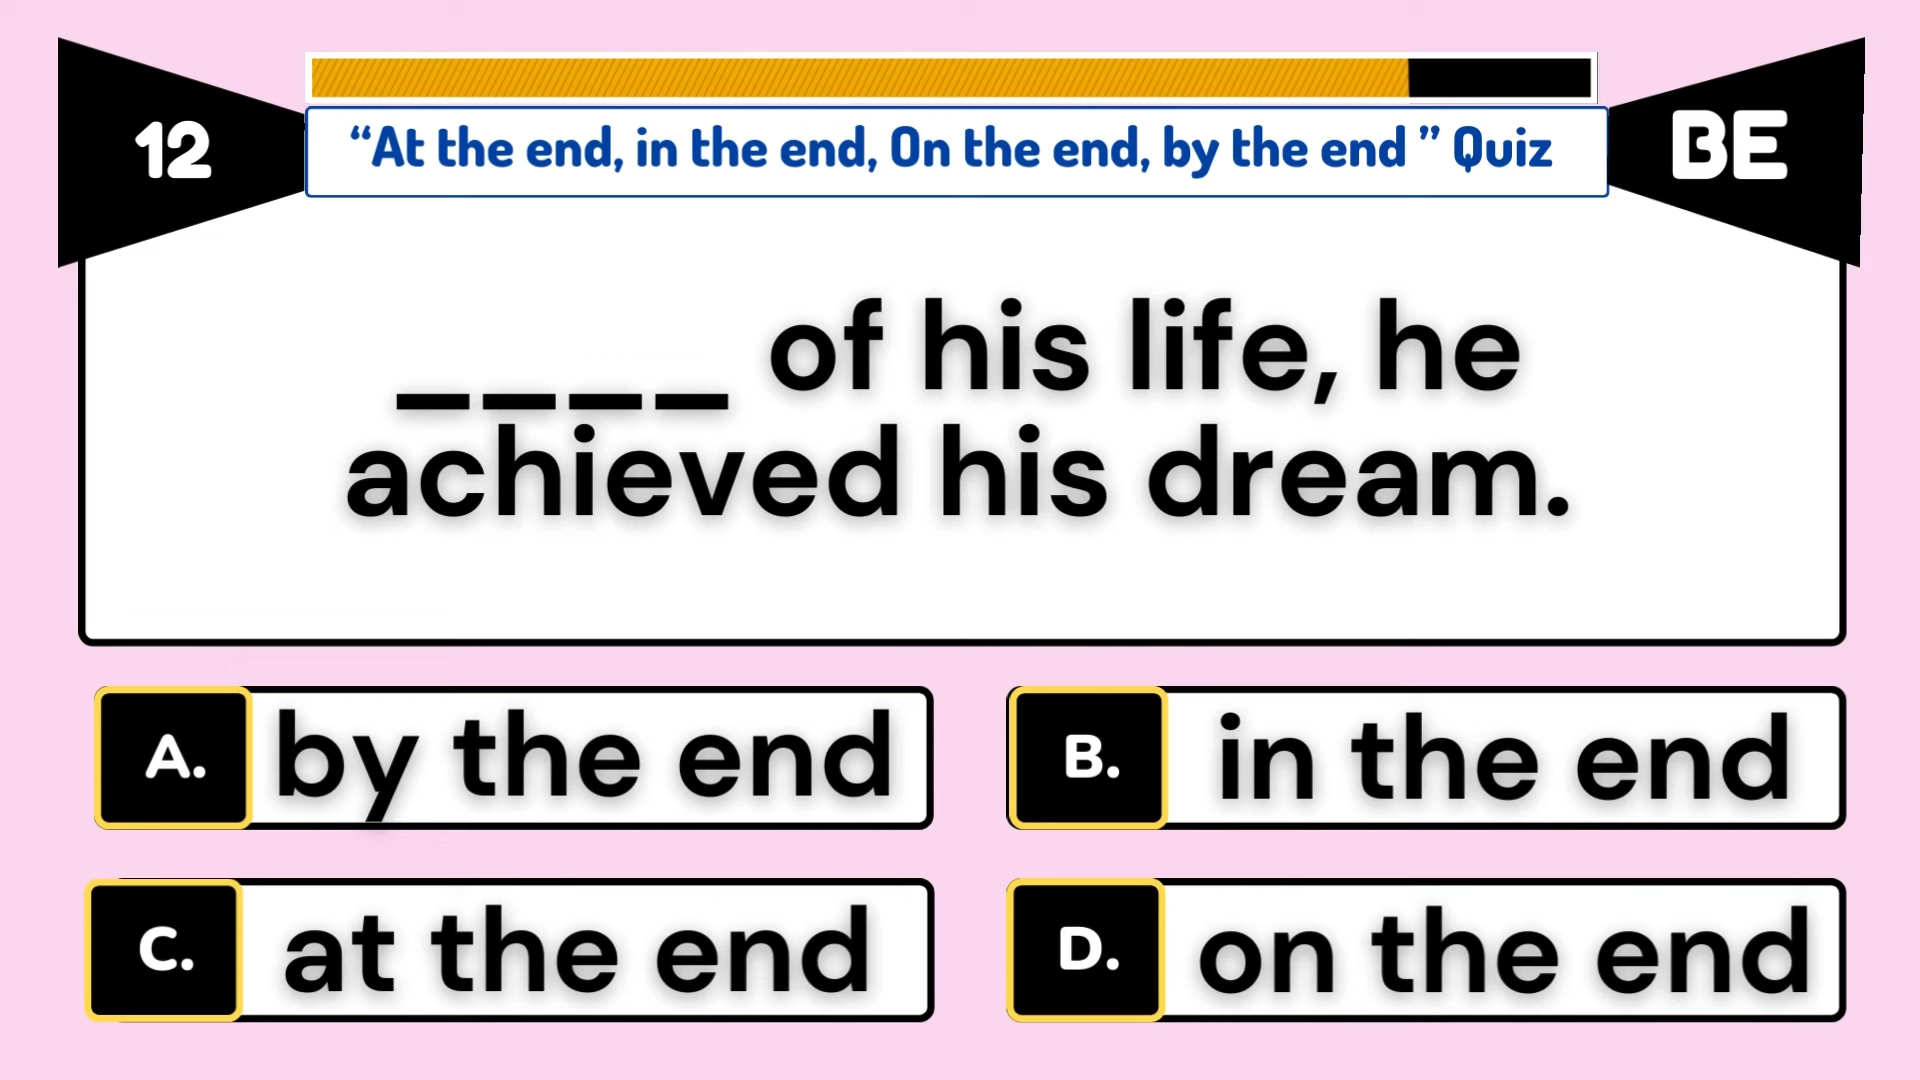 12
“At the end, in the end, On the end, by the end ” Quiz
BE
____ of his life, he
achieved his dream.
A. by the end
B. in the end
C. at the end
D. on the end